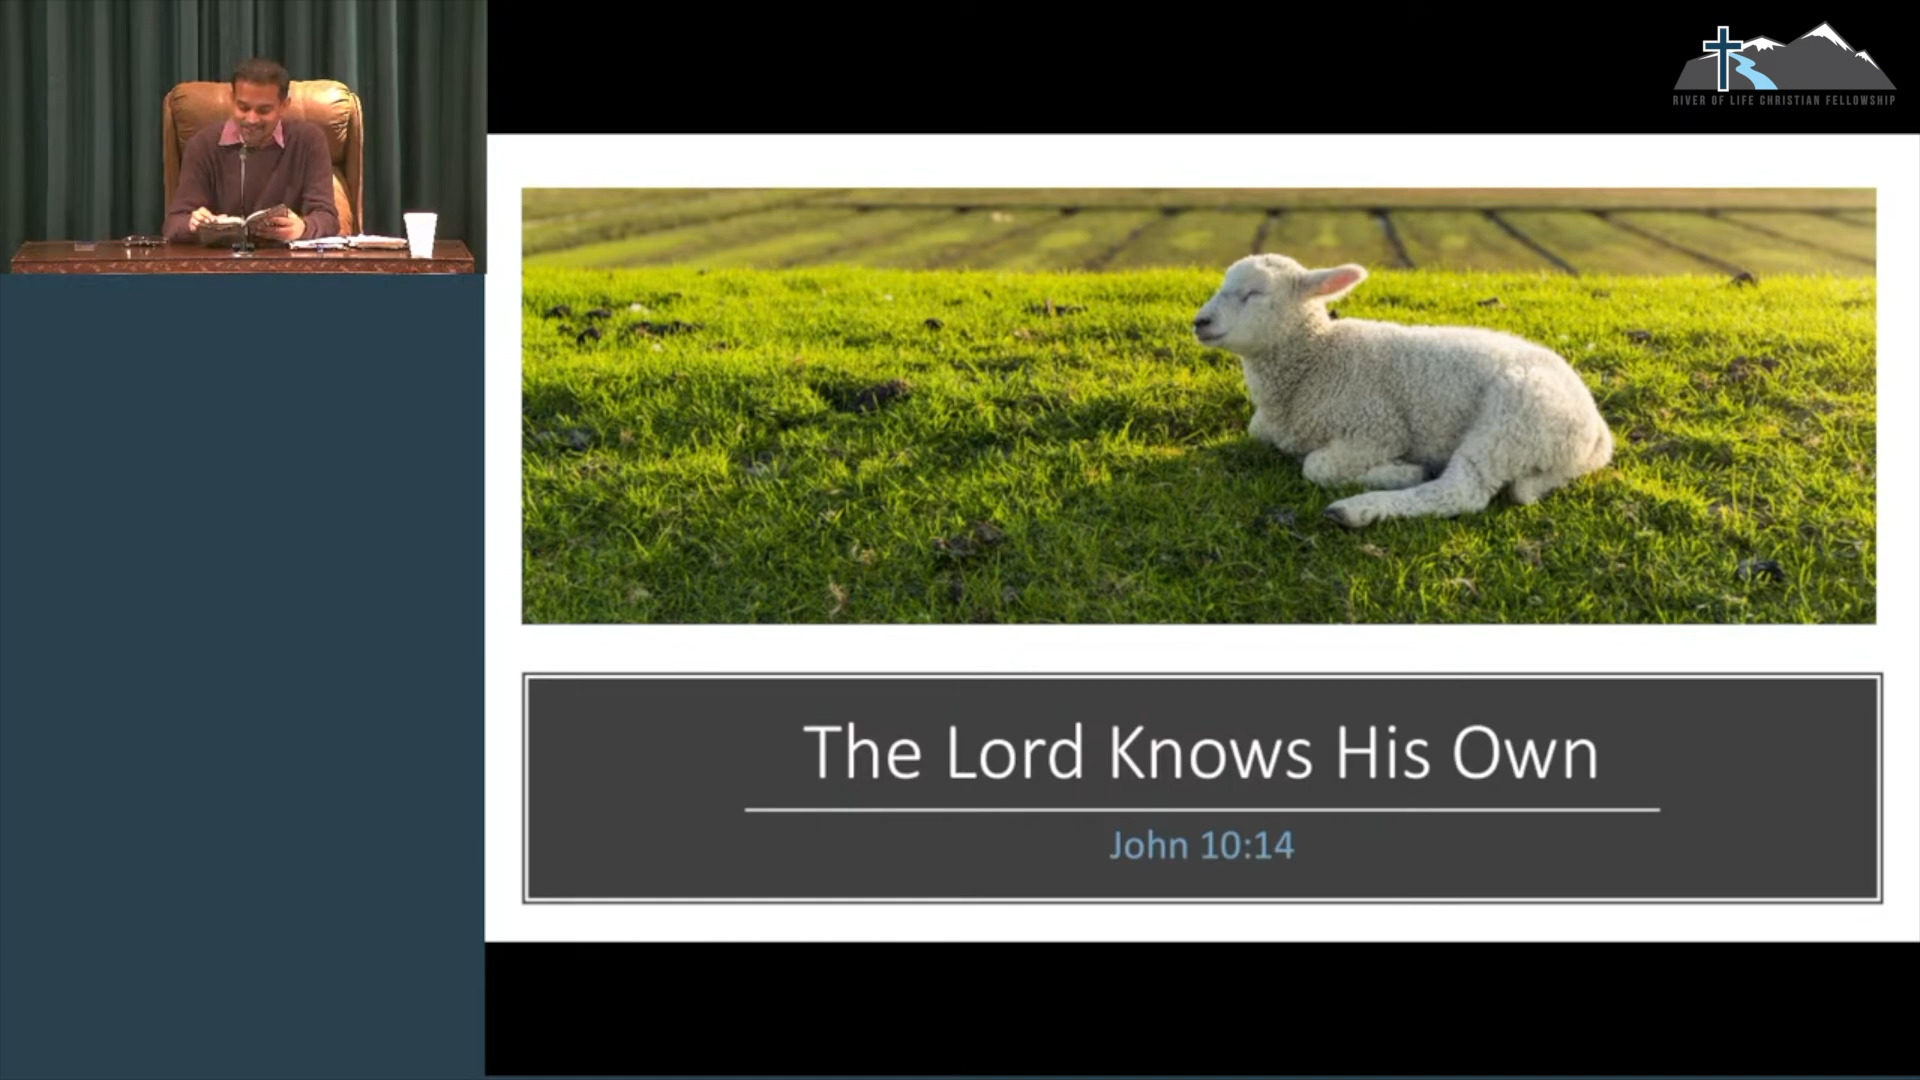 RIVER OF LIFE CHRISTIAN FELLOWSHIP
The Lord Knows His Own
John 10:14